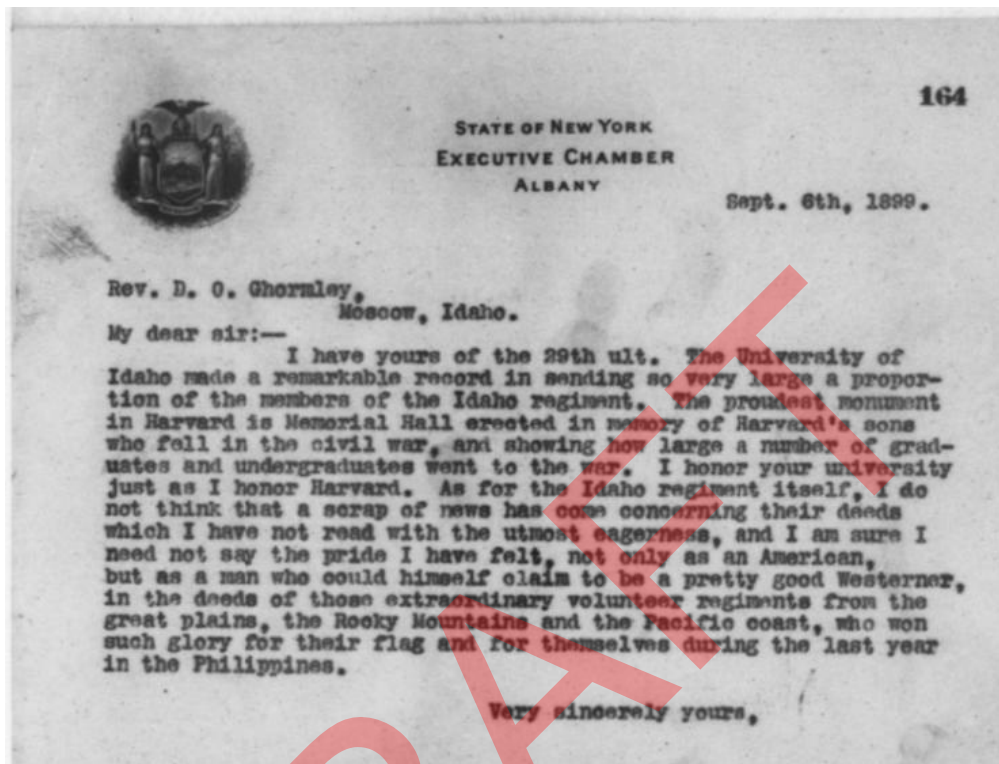 164
STATE OF NEW YORK
EXECUTIVE CHAMBER
ALBANY
Sept. 6th, 1899.
Rev. D. O. Ghormley,
Moscow, Idaho.
My dear sir:—
I have yours of the 29th ult. The University of
Idaho made a remarkable record in sending so very large a propor-
tion of the members of the Idaho regiment. The proudest monument
in Harvard is Memorial Hall erected in memory of Harvard's sons
who fell in the civil war, and showing how large a number of grad-
uates and undergraduates went to the war. I honor your university
just as I honor Harvard. As for the Idaho regiment itself, I do
not think that a scrap of news has come concerning their deeds
which I have not read with the utmost eagerness, and I am sure I
need not say the pride I have felt, not only as an American,
but as a man who could himself claim to be a pretty good Westerner,
in the deeds of those extraordinary volunteer regiments from the
great plains, the Rocky Mountains and the Pacific coast, who won
such glory for their flag and for themselves during the last year
in the Philippines.
Very sincerely yours,
DRAFT